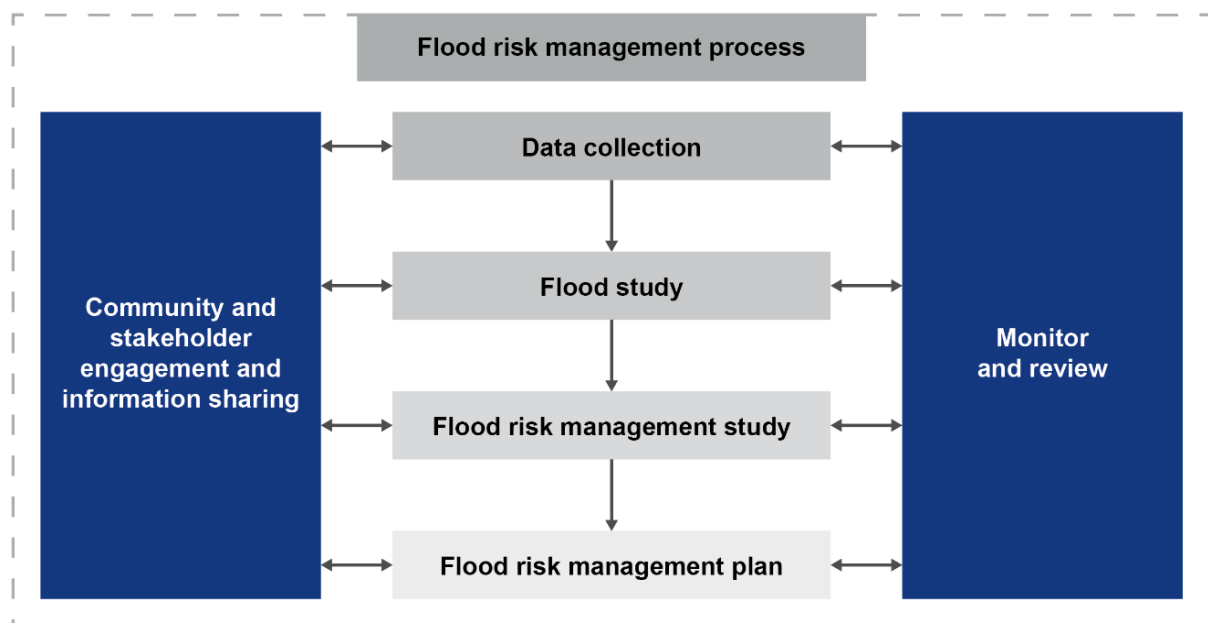 Flood risk management process
Data collection
Flood study
Community and
stakeholder
engagement and
information sharing
Monitor
and review
Flood risk management study
Flood risk management plan